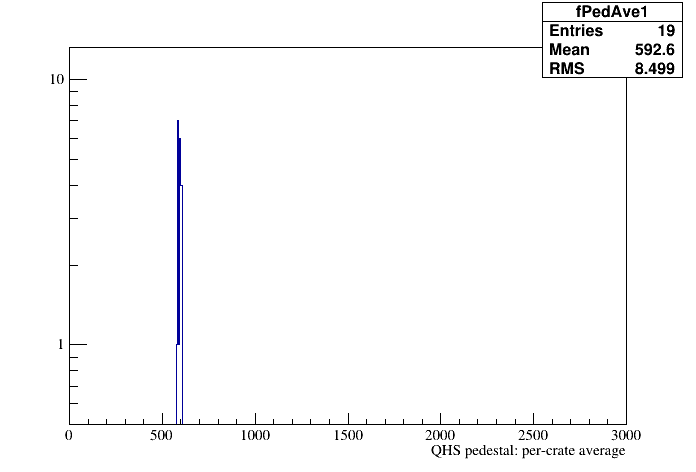 fPedAve1
Entries 19
Mean 592.6
RMS 8.499
10
1
0 500 1000 1500 2000 2500 3000
QHS pedestal: per-crate average